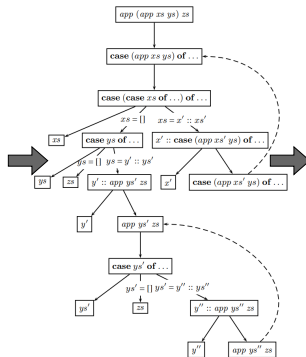 app (app xs ys) zs
case (app xs ys) of ...
case (case xs of ...) of ...
xs = [] xs = x' :: xs'
xs case ys of ... x' :: case (app xs' ys) of ...
ys = [] ys = y' :: ys'
ys zs y' :: app ys' zs x' case (app xs' ys) of ...
y' app ys' zs
case ys' of ...
ys' = [] ys' = y'' :: ys''
ys' zs y'' :: app ys'' zs
y'' app ys'' zs